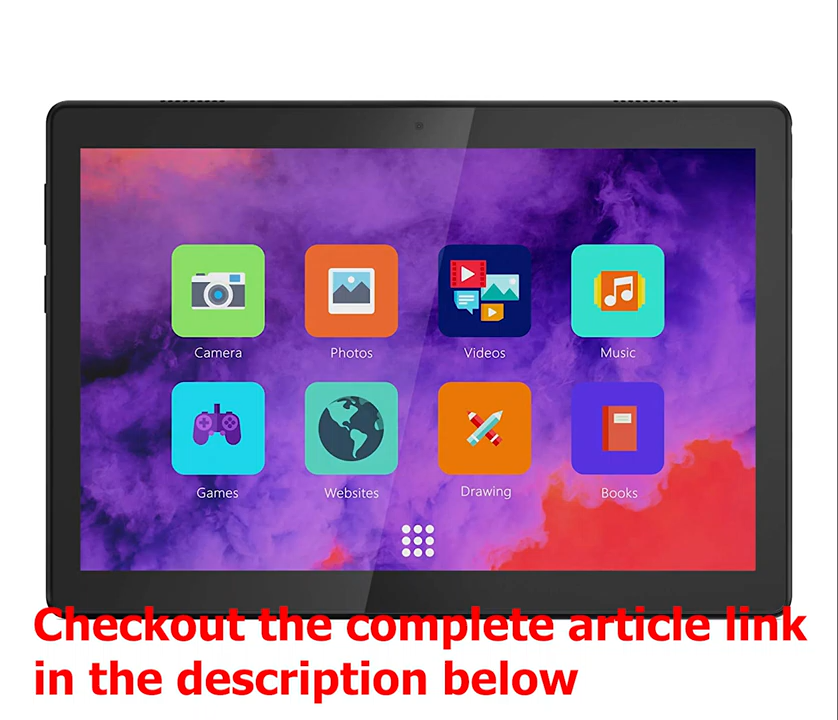 Camera
Photos
Videos
Music
Games
Websites
Drawing
Books
Checkout the complete article link
in the description below